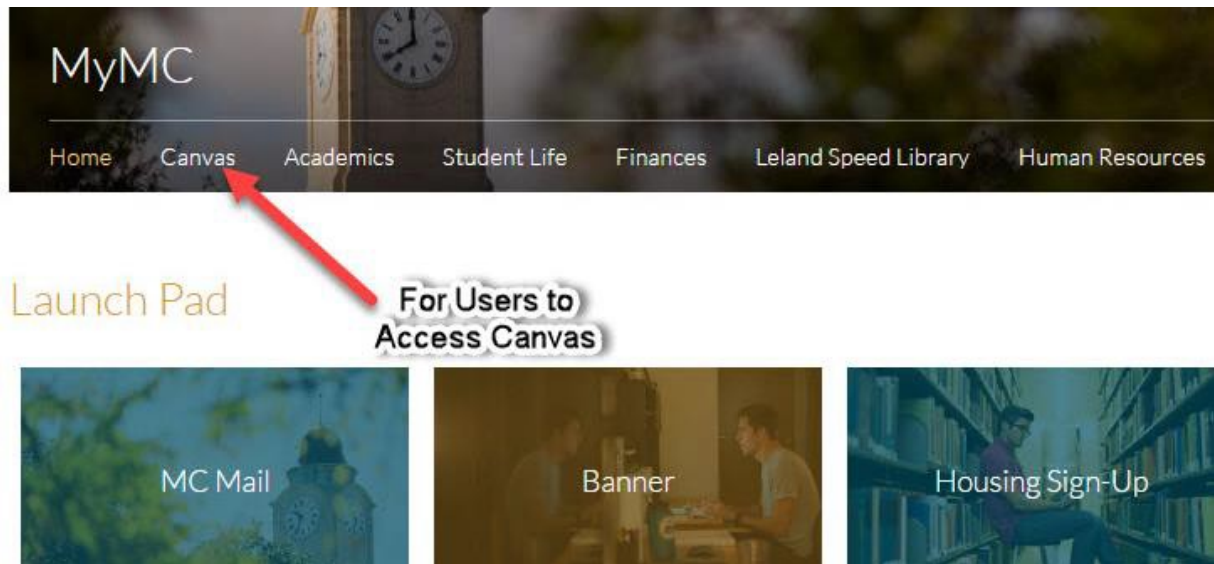 MyMC
Home Canvas Academics Student Life Finances Leland Speed Library Human Resources
Launch Pad
For Users to
Access Canvas
MC Mail
Banner
Housing Sign-Up